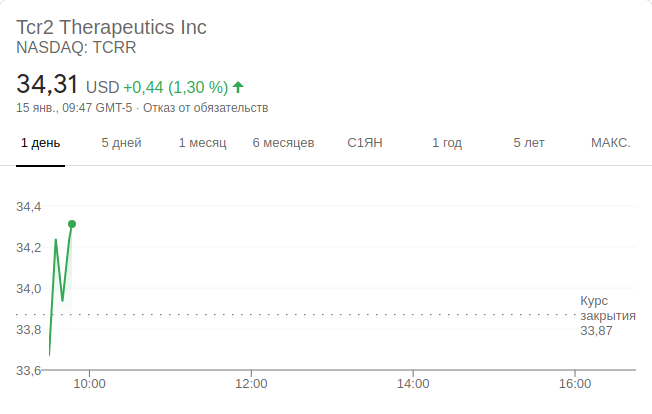 Tcr2 Therapeutics Inc
NASDAQ: TCRR
34,31 USD +0,44 (1,30 %)
15 янв., 09:47 GMT-5 · Отказ от обязательств
1 день 5 дней 1 месяц 6 месяцев С1ЯН 1 год 5 лет МАКС.
34,4
34,2
34,0
33,8
33,6
Курс
закрытия
33,87
10:00 12:00 14:00 16:00